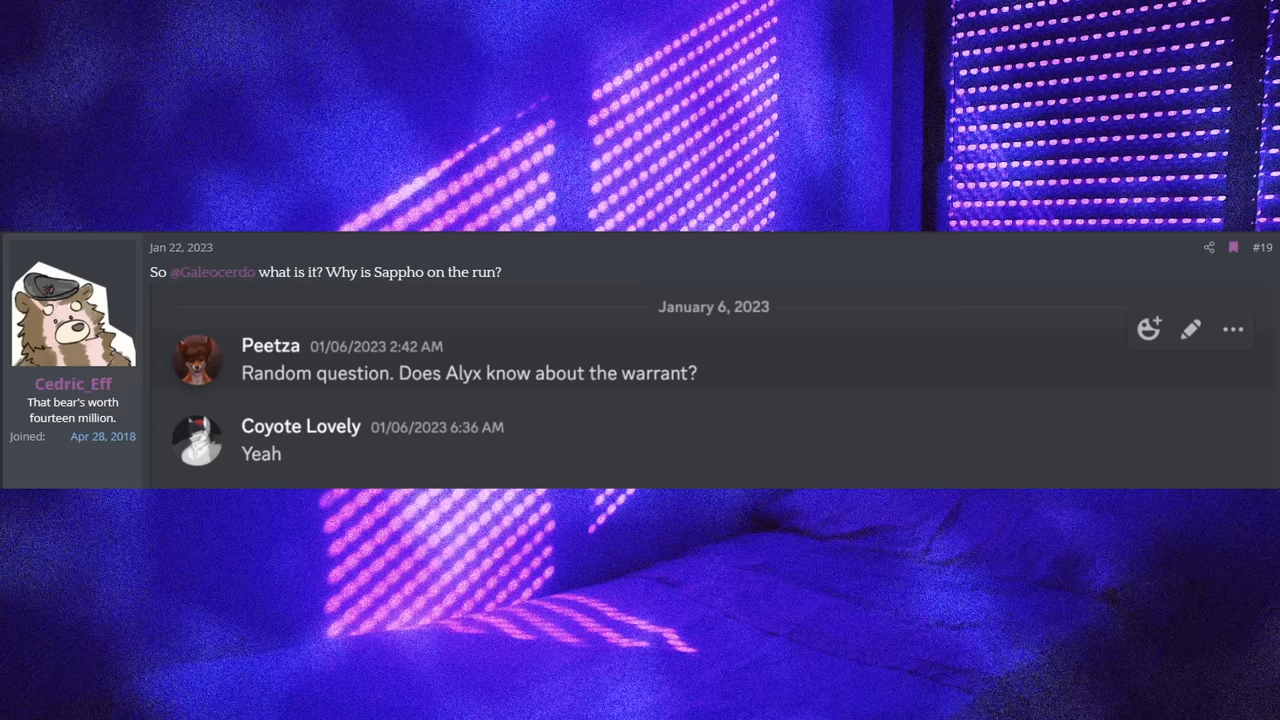 Jan 22, 2023
#19
So @Galeocerdo what is it? Why is Sappho on the run?
January 6, 2023
Peetza 01/06/2023 2:42 AM
Random question. Does Alyx know about the warrant?
Coyote Lovely 01/06/2023 6:36 AM
Yeah
Cedric_Eff
That bear's worth
fourteen million.
Joined: Apr 28, 2018